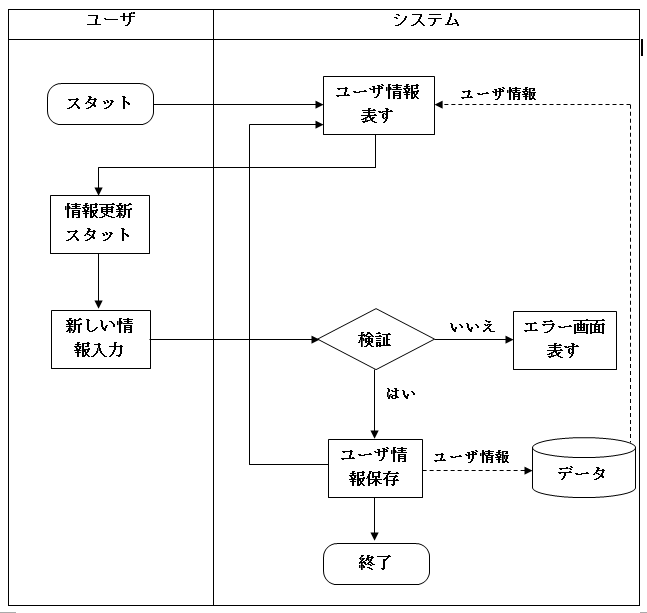 ユーザ
システム
スタット
ユーザ情報
表す
ユーザ情報
情報更新
スタット
新しい情
報入力
検証
いいえ
エラー画面
表す
はい
ユーザ情
報保存
ユーザ情報
データ
終了